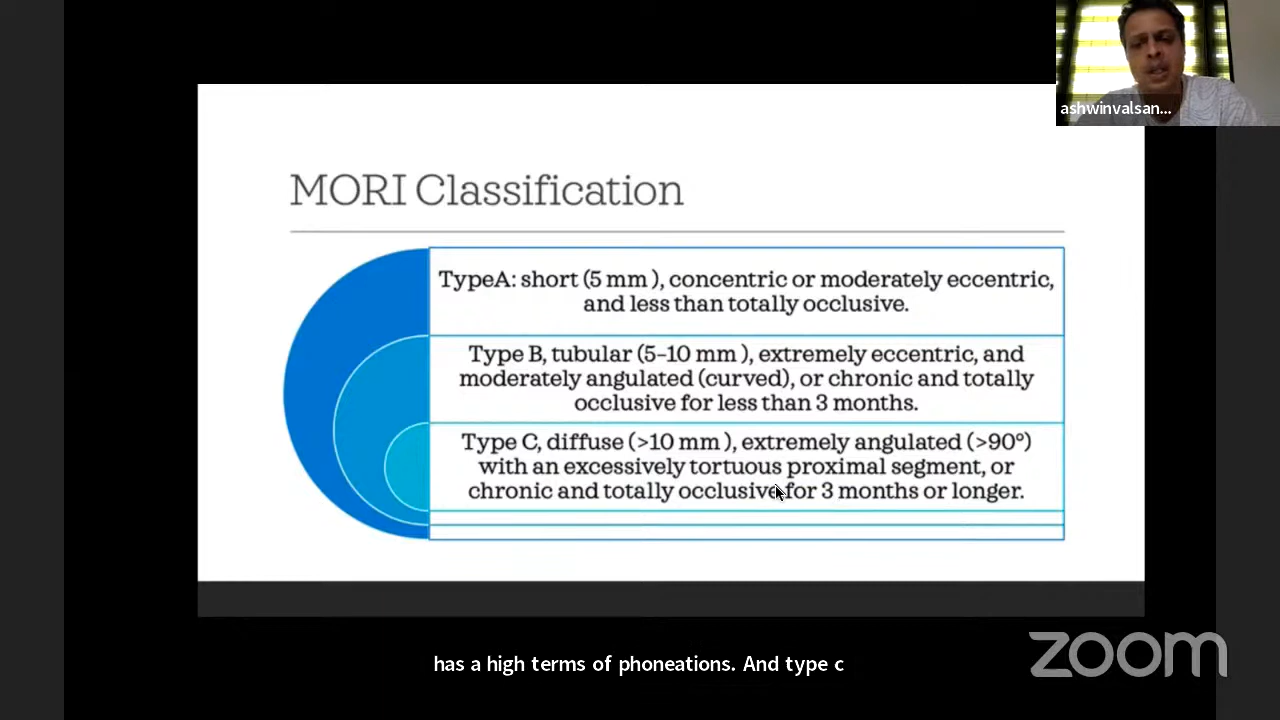 ashwinvalsan...
MORI Classification
TypeA: short (5 mm ), concentric or moderately eccentric,
and less than totally occlusive.
Type B, tubular (5–10 mm ), extremely eccentric, and
moderately angulated (curved), or chronic and totally
occlusive for less than 3 months.
Type C, diffuse (>10 mm ), extremely angulated (>90°)
with an excessively tortuous proximal segment, or
chronic and totally occlusive for 3 months or longer.
has a high terms of phoneations. And type c
zoom